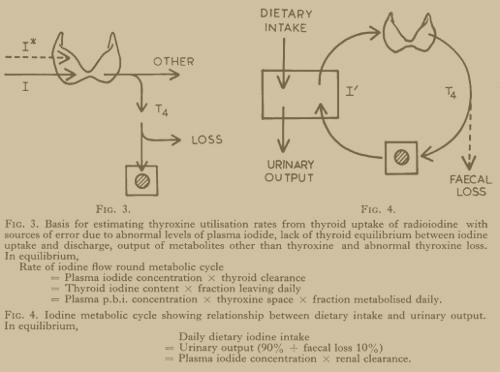 I*
I
OTHER
T4
LOSS
DIETARY
INTAKE
I′
T4
URINARY
OUTPUT
FAECAL
LOSS
FIG. 3.
FIG. 4.
FIG. 3. Basis for estimating thyroxine utilisation rates from thyroid uptake of radioiodine with
sources of error due to abnormal levels of plasma iodide, lack of thyroid equilibrium between iodine
uptake and discharge, output of metabolites other than thyroxine and abnormal thyroxine loss.
In equilibrium,
Rate of iodine flow round metabolic cycle
= Plasma iodide concentration × thyroid clearance
= Thyroid iodine content × fraction leaving daily
= Plasma p.b.i. concentration × thyroxine space × fraction metabolised daily.
FIG. 4. Iodine metabolic cycle showing relationship between dietary intake and urinary output.
In equilibrium,
Daily dietary iodine intake
= Urinary output (90% + faecal loss 10%)
= Plasma iodide concentration × renal clearance.